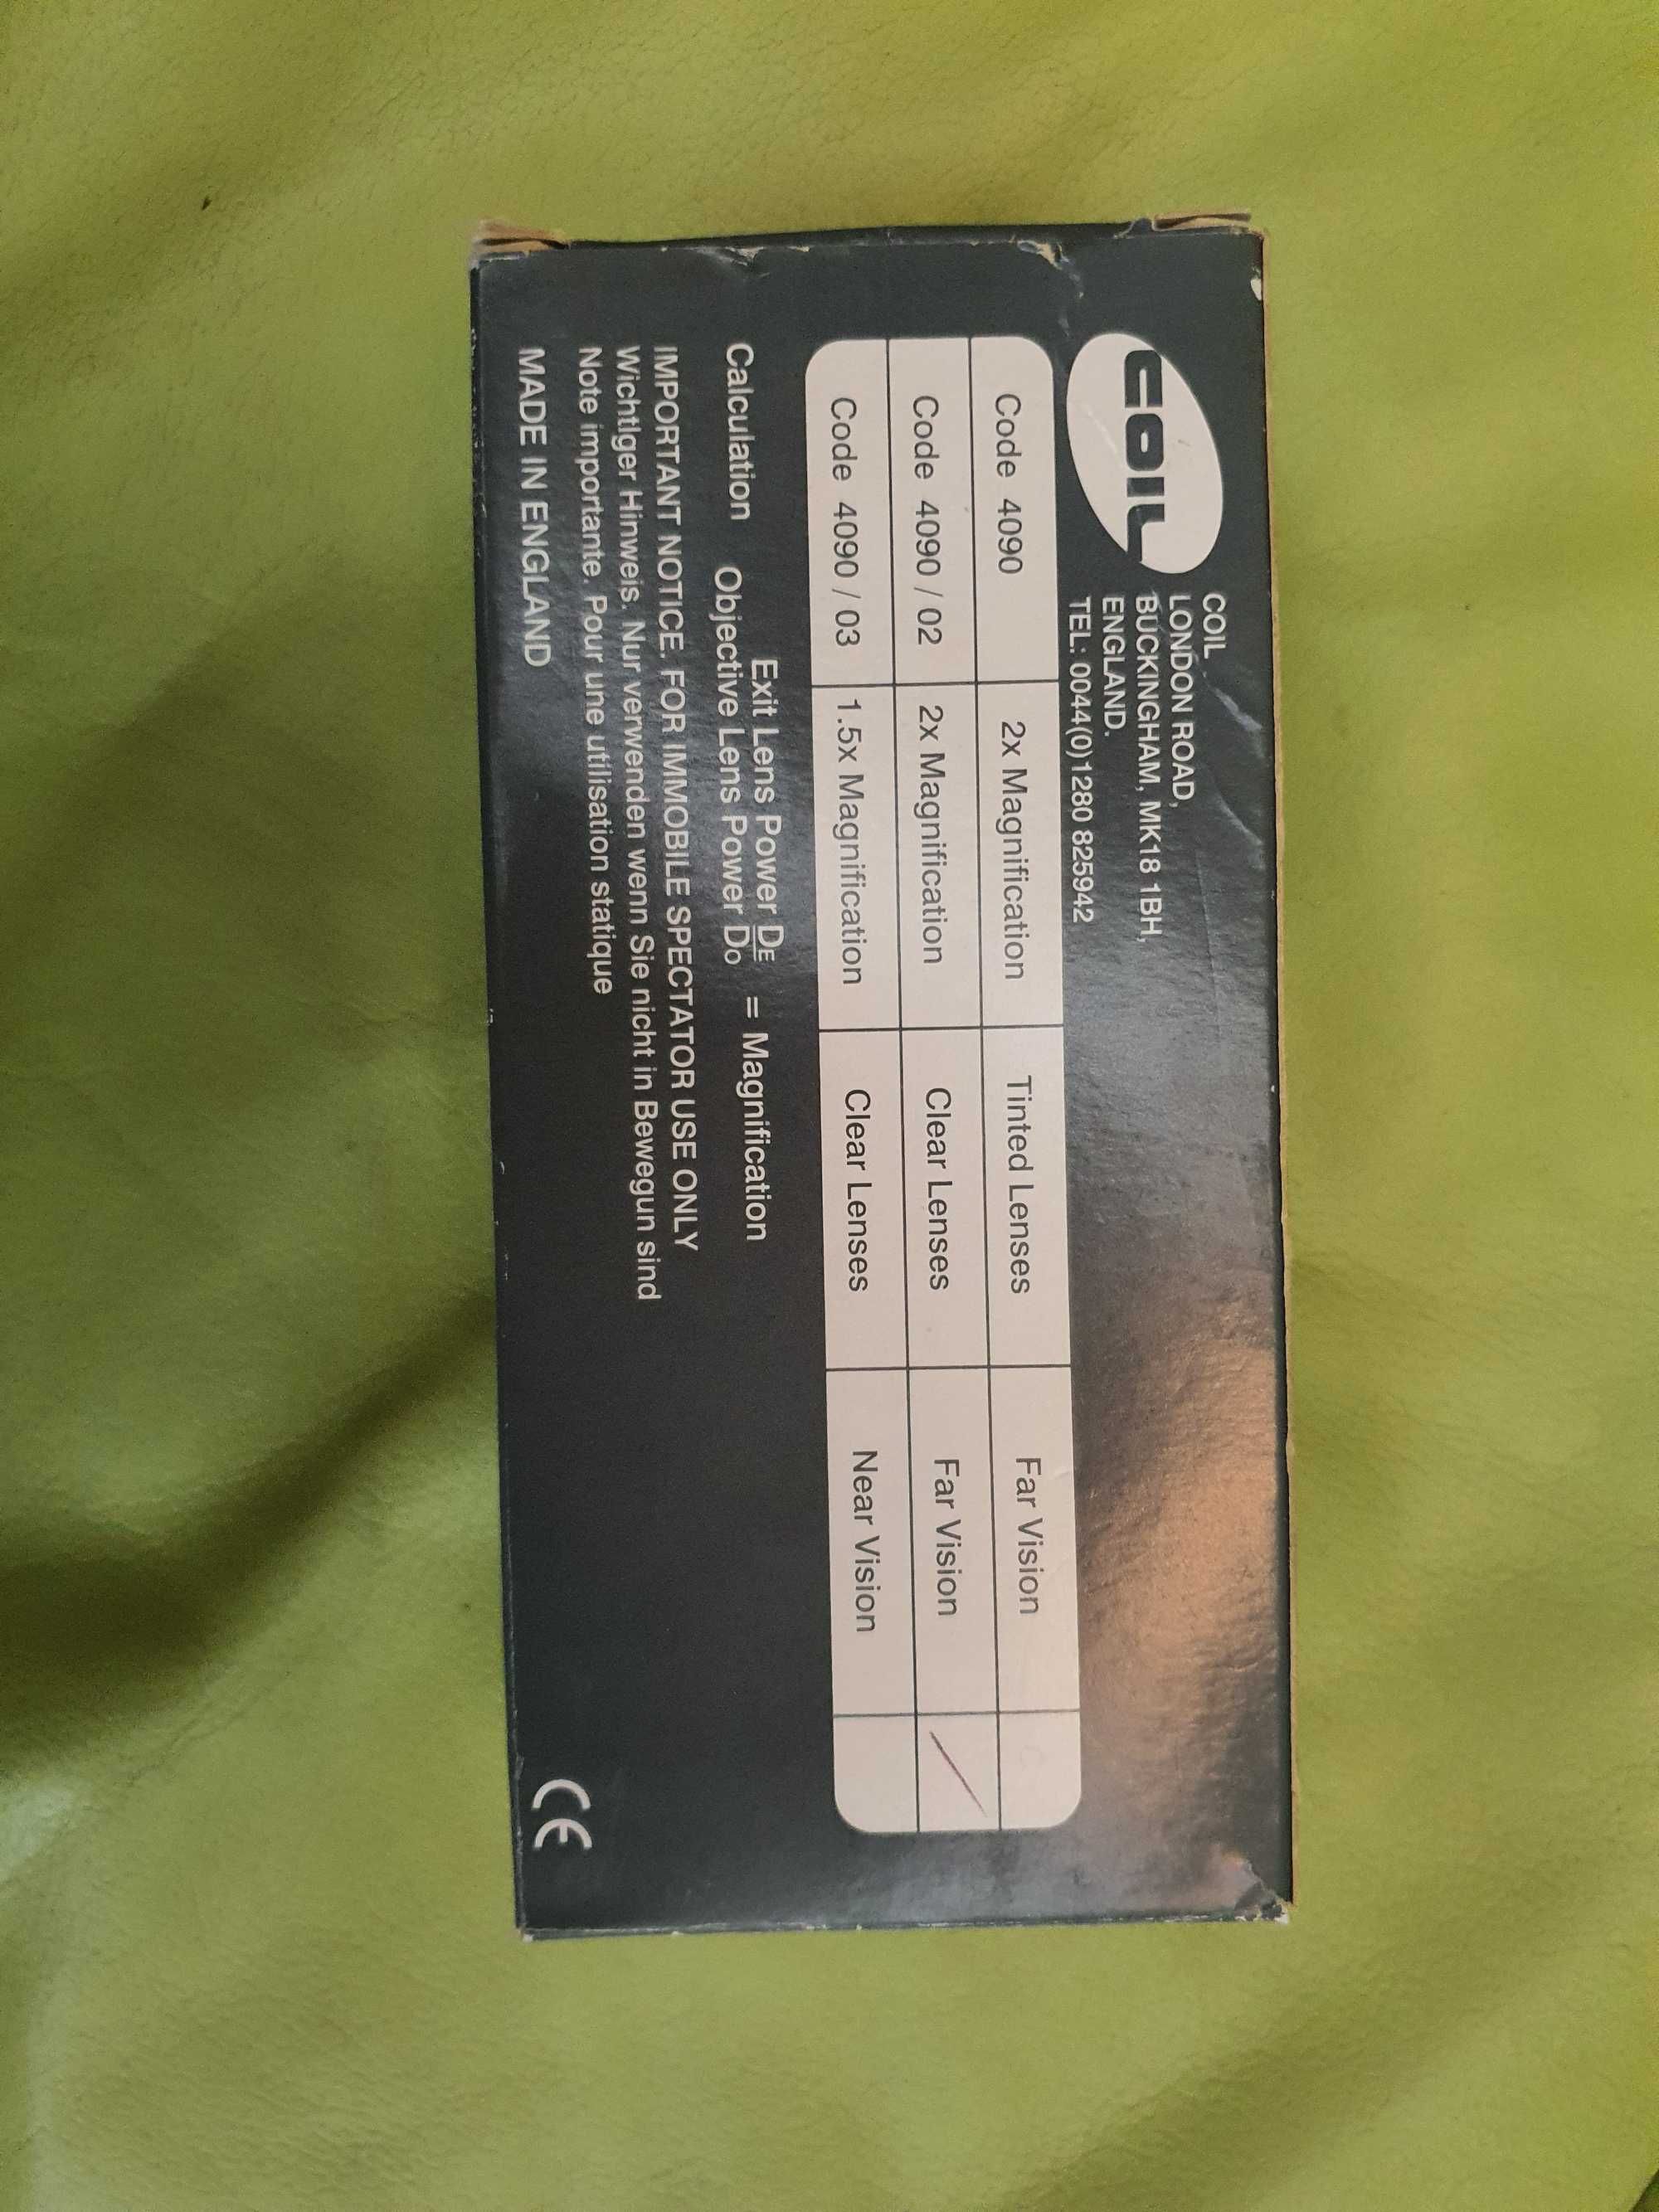 COIL
COIL
LONDON ROAD,
BUCKINGHAM, MK18 1BH,
ENGLAND.
TEL: 0044(0)1280 825942
Code 4090 2x Magnification Tinted Lenses Far Vision
Code 4090 / 02 2x Magnification Clear Lenses Far Vision
Code 4090 / 03 1.5x Magnification Clear Lenses Near Vision
Calculation Exit Lens Power DE
Objective Lens Power DO = Magnification
IMPORTANT NOTICE. FOR IMMOBILE SPECTATOR USE ONLY
WichtIger Hinweis. Nur verwenden wenn Sie nicht in Bewegun sind
Note importante. Pour une utilisation statique
MADE IN ENGLAND
CE